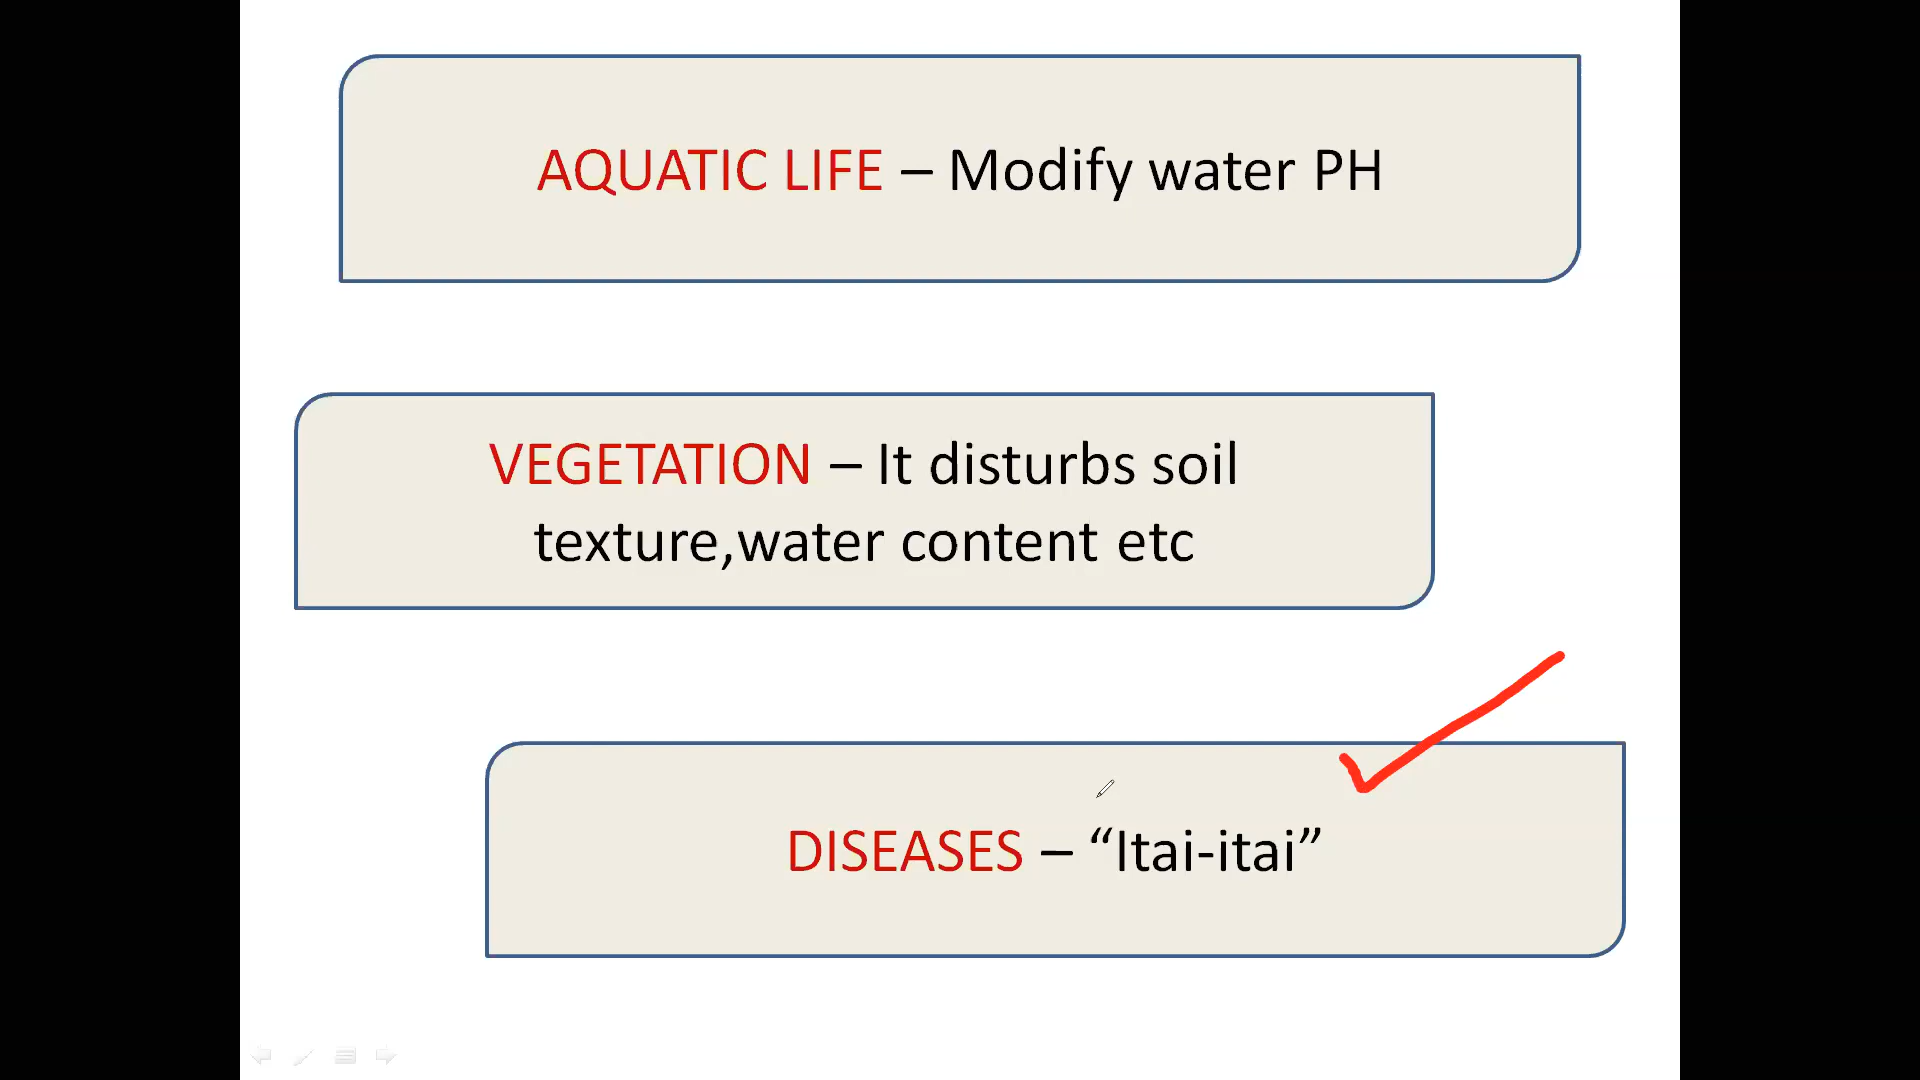 AQUATIC LIFE – Modify water PH
VEGETATION – It disturbs soil
texture,water content etc
DISEASES – “Itai-itai”